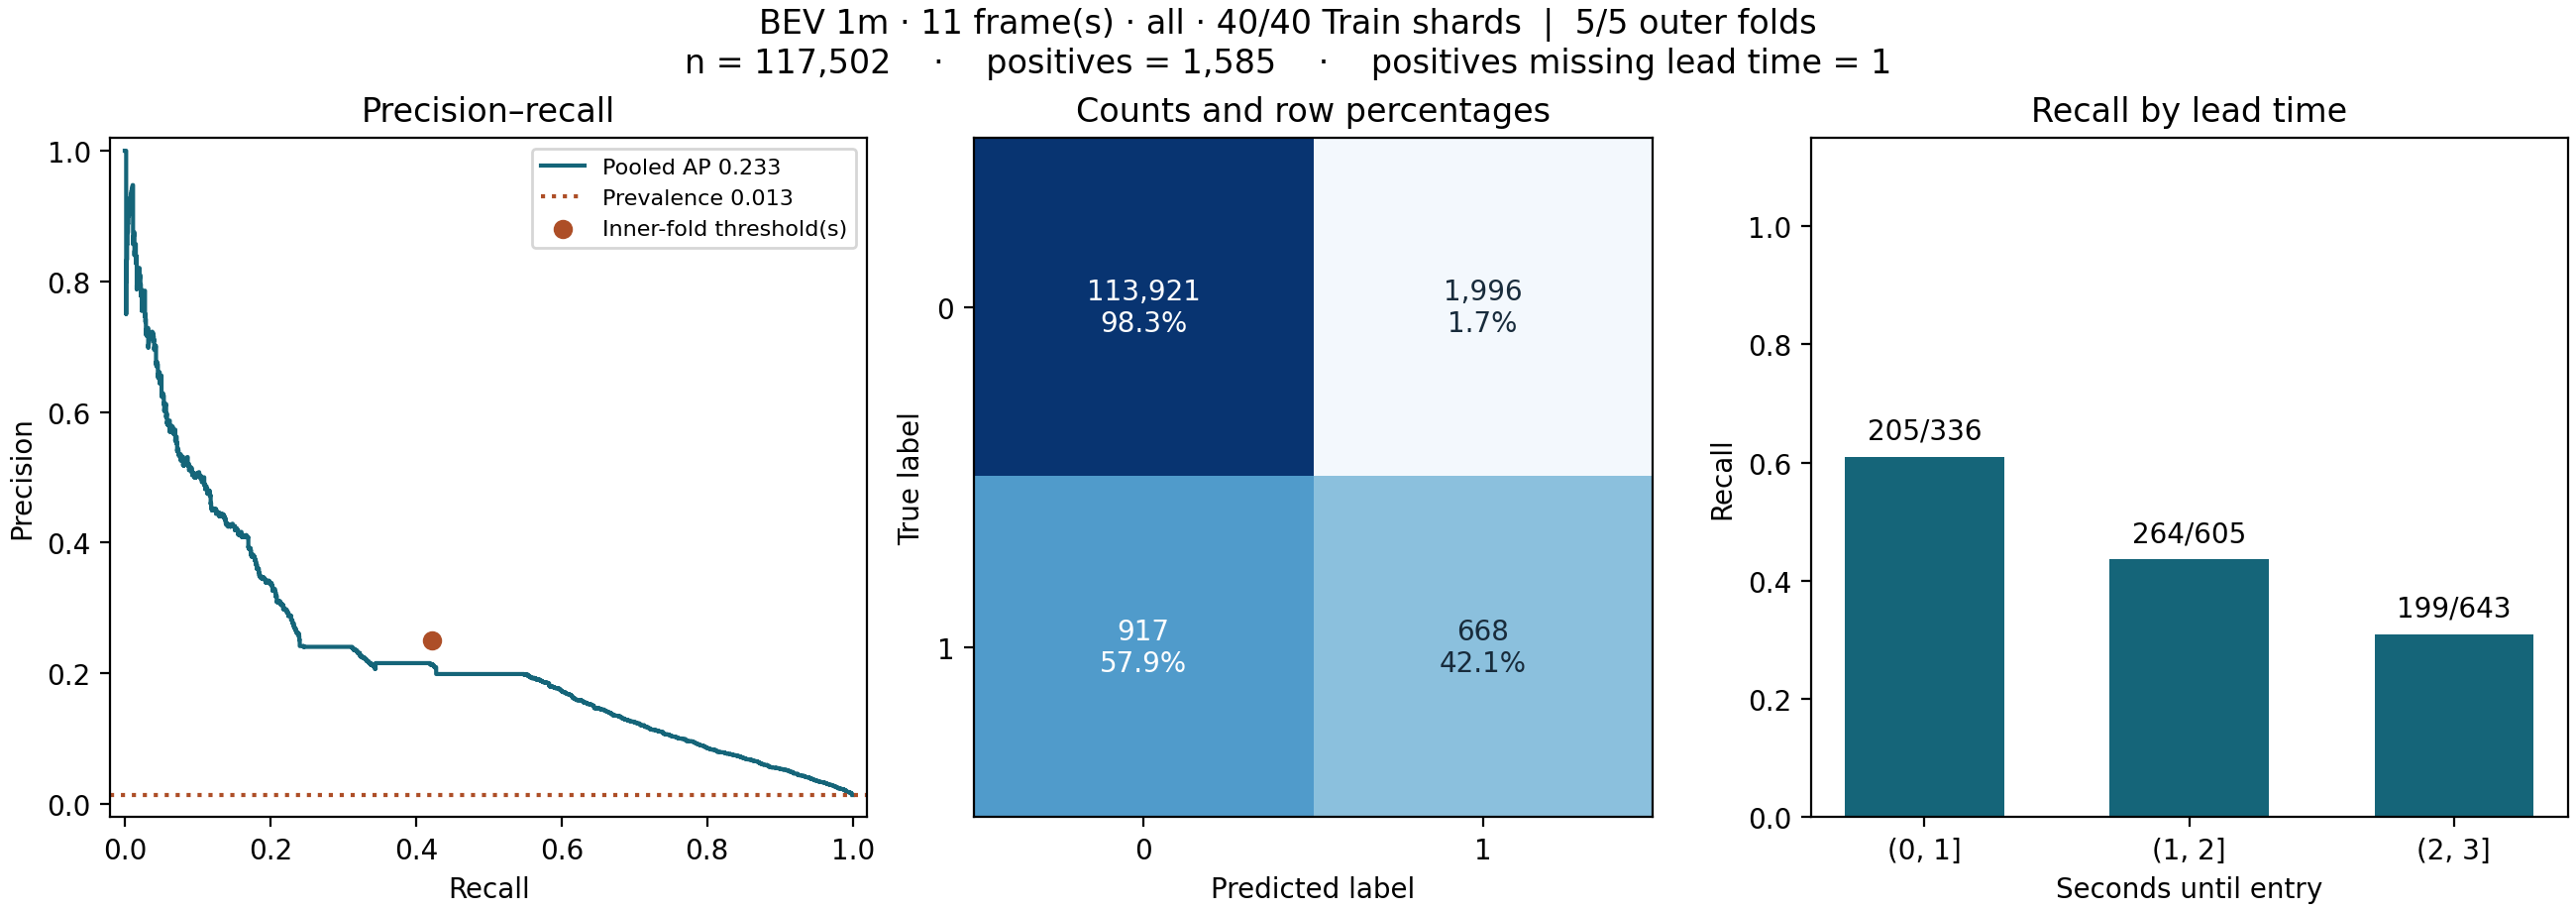 BEV 1m · 11 frame(s) · all · 40/40 Train shards | 5/5 outer folds
n = 117,502 · positives = 1,585 · positives missing lead time = 1
Precision–recall
1.0
0.8
0.6
0.4
0.2
0.0
Precision
Pooled AP 0.233
Prevalence 0.013
Inner-fold threshold(s)
0.0 0.2 0.4 0.6 0.8 1.0
Recall
Counts and row percentages
True label
0
1
113,921
98.3%
1,996
1.7%
917
57.9%
668
42.1%
0 1
Predicted label
Recall by lead time
Recall
1.0
0.8
0.6
0.4
0.2
0.0
205/336
264/605
199/643
(0, 1] (1, 2] (2, 3]
Seconds until entry